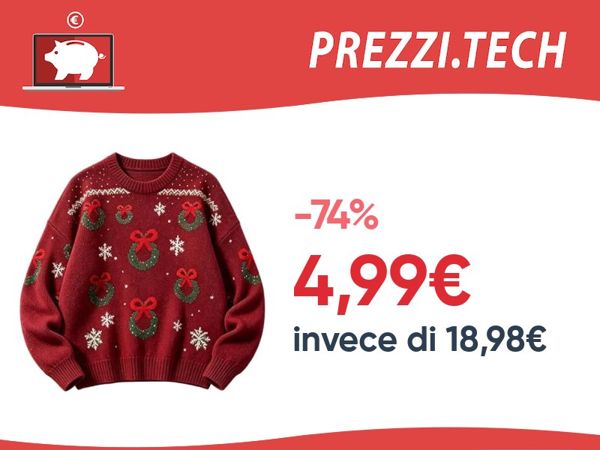 €
PREZZI.TECH
-74%
4,99€
invece di 18,98€